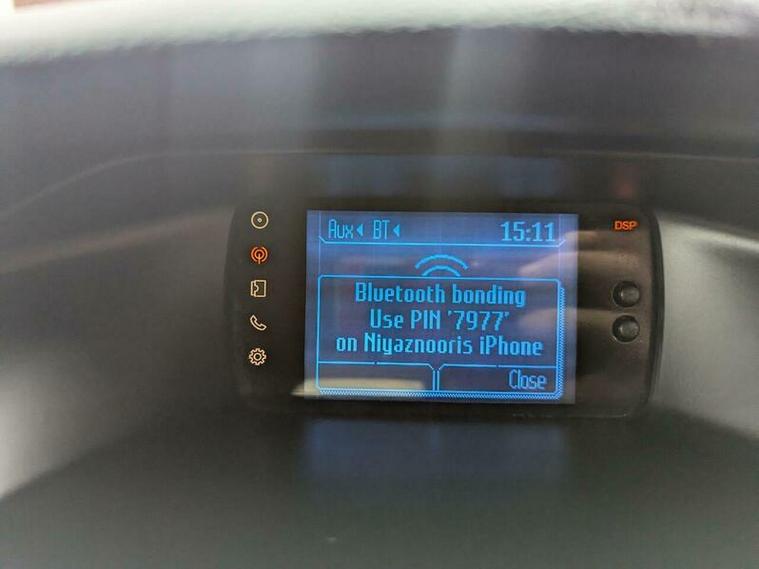 Aux BT 15:11
DSP
Bluetooth bonding
Use PIN '7977'
on Niyaznooris iPhone
Close